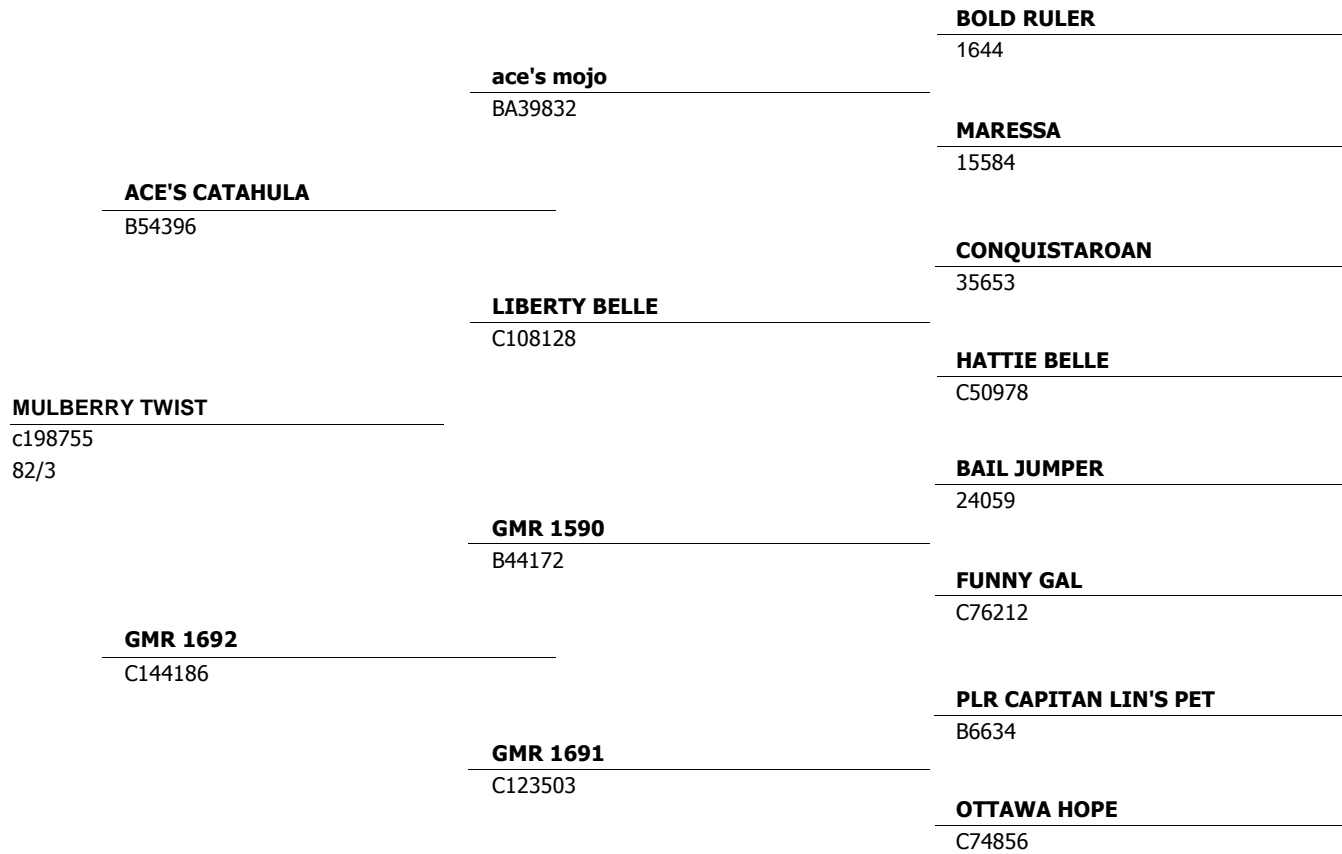 BOLD RULER
1644
ace's mojo
BA39832
MARESSA
15584
ACE'S CATAHULA
B54396
CONQUISTAROAN
35653
LIBERTY BELLE
C108128
HATTIE BELLE
C50978
MULBERRY TWIST
c198755
82/3
BAIL JUMPER
24059
GMR 1590
B44172
FUNNY GAL
C76212
GMR 1692
C144186
PLR CAPITAN LIN'S PET
B6634
GMR 1691
C123503
OTTAWA HOPE
C74856